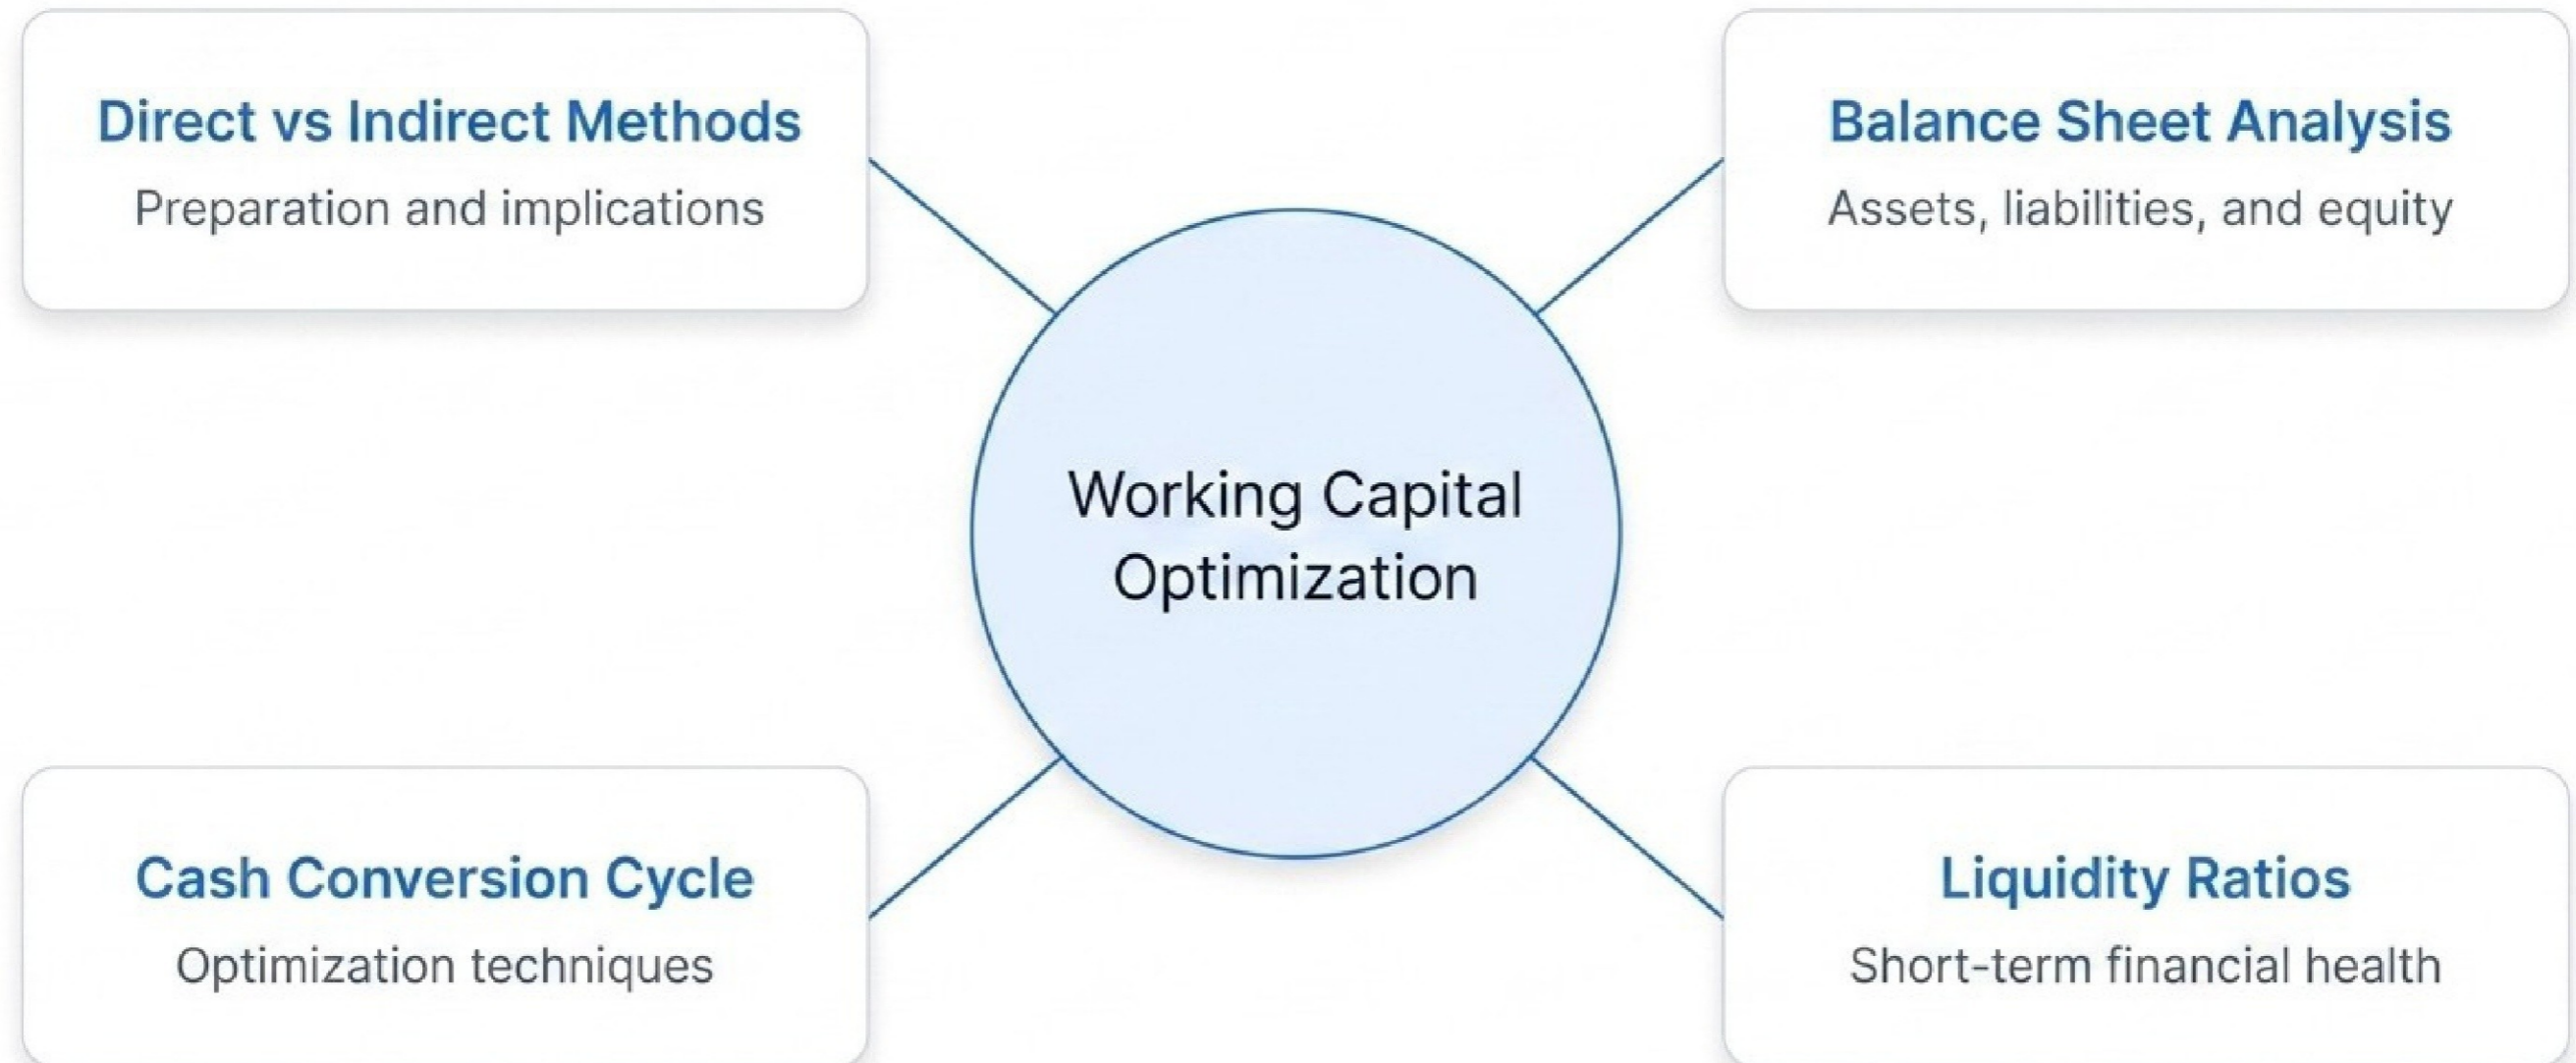 Direct vs Indirect Methods
Preparation and implications
Balance Sheet Analysis
Assets, liabilities, and equity
Working Capital
Optimization
Cash Conversion Cycle
Optimization techniques
Liquidity Ratios
Short-term financial health